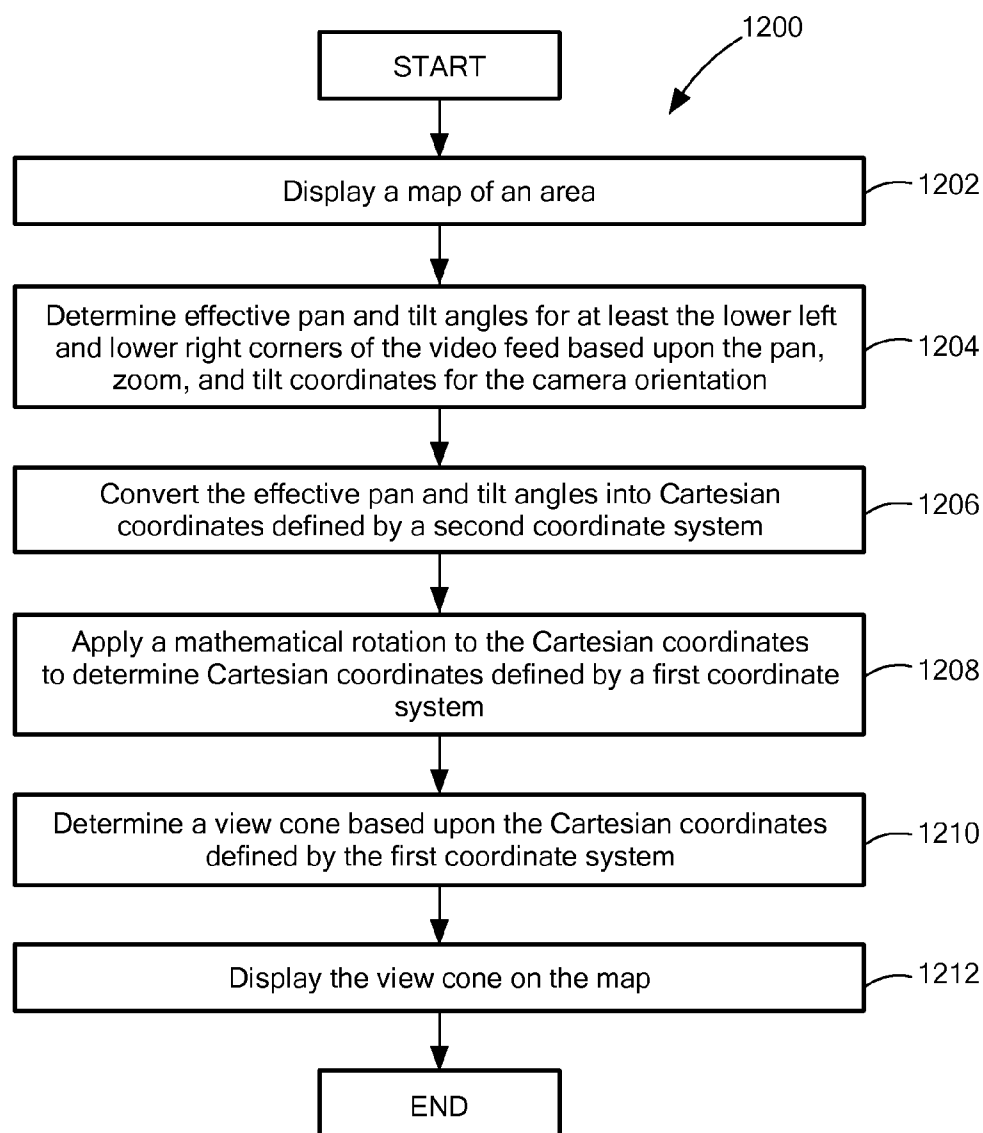 1200
START
Display a map of an area
1202
Determine effective pan and tilt angles for at least the lower left
and lower right corners of the video feed based upon the pan,
zoom, and tilt coordinates for the camera orientation
1204
Convert the effective pan and tilt angles into Cartesian
coordinates defined by a second coordinate system
1206
Apply a mathematical rotation to the Cartesian coordinates
to determine Cartesian coordinates defined by a first coordinate
system
1208
Determine a view cone based upon the Cartesian coordinates
defined by the first coordinate system
1210
Display the view cone on the map
1212
END